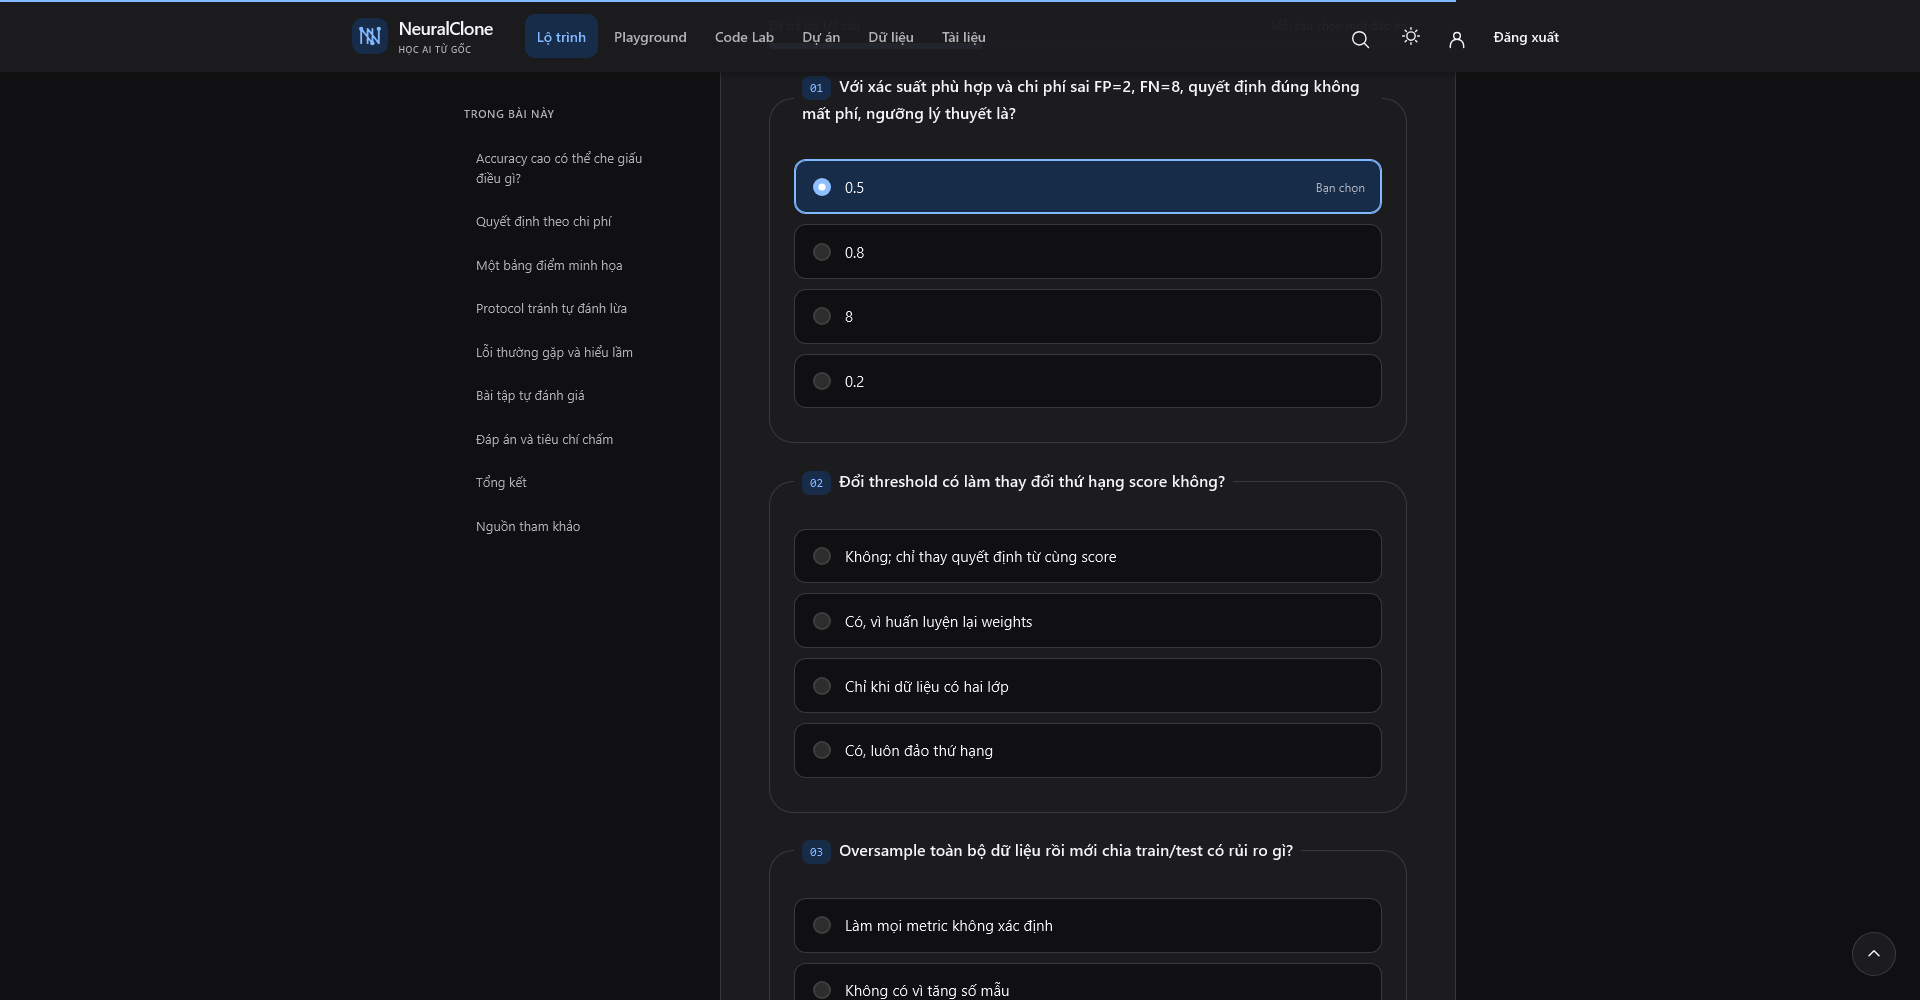 NeuralClone
HỌC AI TỪ GỐC
Lộ trình
Playground
Code Lab
Dự án
Dữ liệu
Tài liệu
Đăng xuất
TRONG BÀI NÀY
Accuracy cao có thể che giấu
điều gì?
Quyết định theo chi phí
Một bảng điểm minh họa
Protocol tránh tự đánh lừa
Lỗi thường gặp và hiểu lầm
Bài tập tự đánh giá
Đáp án và tiêu chí chấm
Tổng kết
Nguồn tham khảo
01 Với xác suất phù hợp và chi phí sai FP=2, FN=8, quyết định đúng không
mất phí, ngưỡng lý thuyết là?
0.5 Bạn chọn
0.8
8
0.2
02 Đổi threshold có làm thay đổi thứ hạng score không?
Không; chỉ thay quyết định từ cùng score
Có, vì huấn luyện lại weights
Chỉ khi dữ liệu có hai lớp
Có, luôn đảo thứ hạng
03 Oversample toàn bộ dữ liệu rồi mới chia train/test có rủi ro gì?
Làm mọi metric không xác định
Không có vì tăng số mẫu